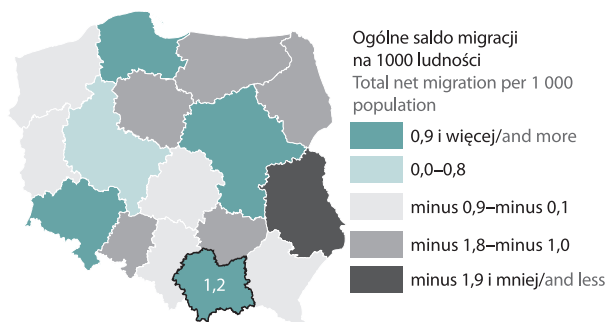 Ogólne saldo migracji
na 1000 ludności
Total net migration per 1 000
population
0,9 i więcej/and more
0,0–0,8
minus 0,9–minus 0,1
minus 1,8–minus 1,0
minus 1,9 i mniej/and less
1,2